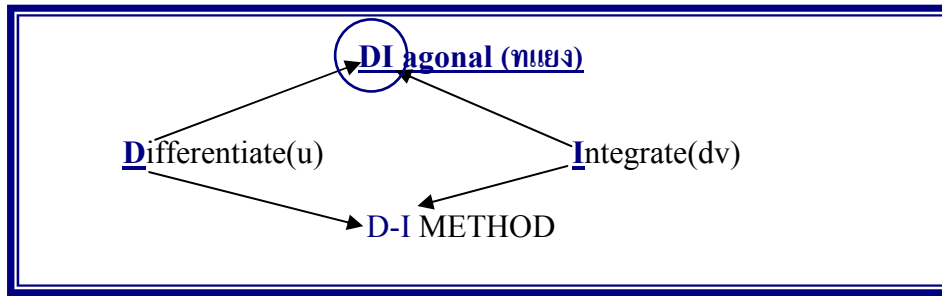 DI agonal (ทแยง)
Differentiate(u) Integrate(dv)
D-I METHOD